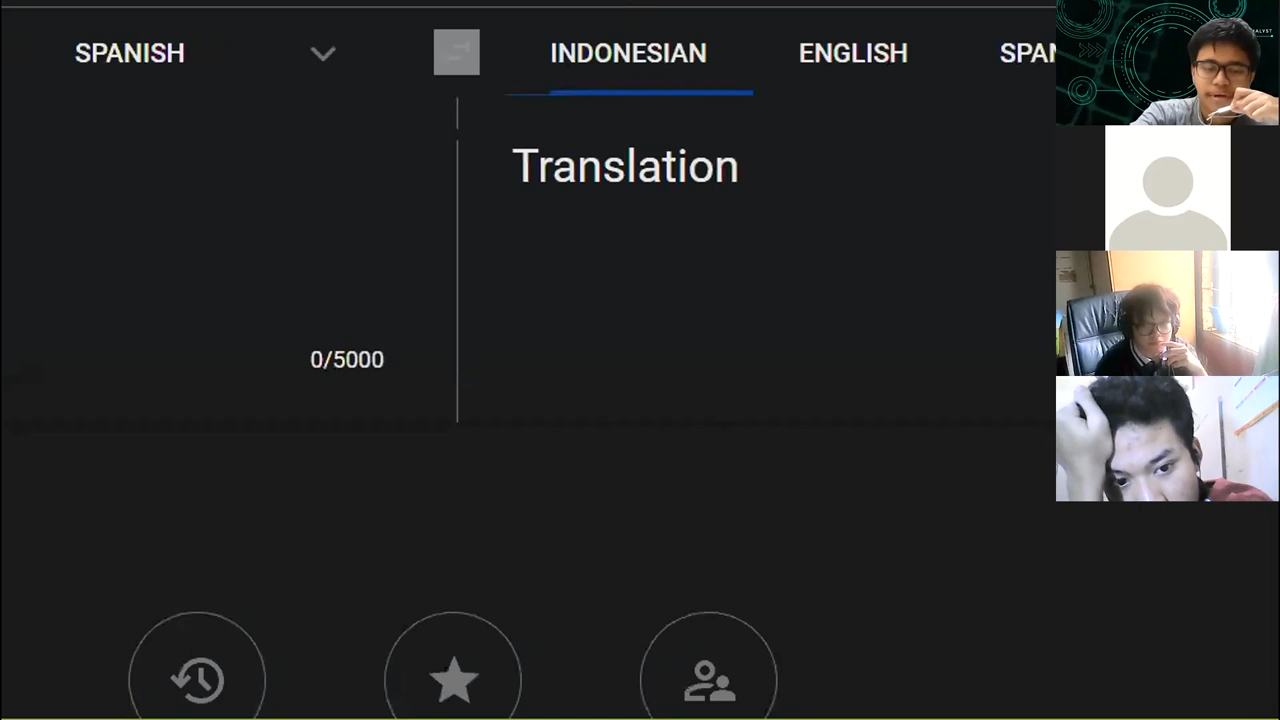 SPANISH
INDONESIAN
ENGLISH
SPAN
Translation
0/5000